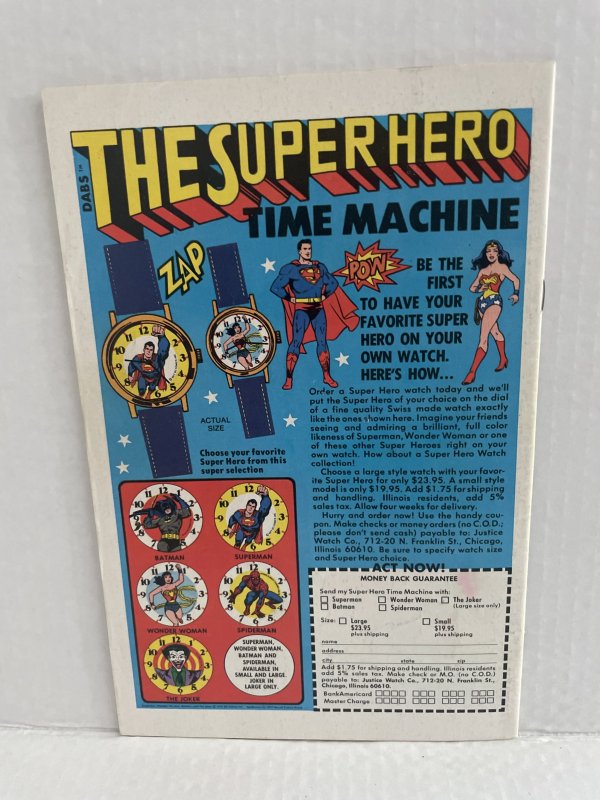 DABS™
THE SUPER HERO
TIME MACHINE
ZAP
POW
BE THE
FIRST
TO HAVE YOUR
FAVORITE SUPER
HERO ON YOUR
OWN WATCH.
HERE'S HOW...
ACTUAL
SIZE
Order a Super Hero watch today and we'll
put the Super Hero of your choice on the dial
of a fine quality Swiss made watch exactly
like the ones shown here. Imagine your friends
seeing and admiring a brilliant, full color
likeness of Superman, Wonder Woman or one
of these other Super Heroes right on your
own watch. How about a Super Hero Watch
collection!
Choose a large style watch with your favor-
ite Super Hero for only $23.95. A small style
model is only $19.95. Add $1.75 for shipping
and handling. Illinois residents, add 5%
sales tax. Allow four weeks for delivery.
Hurry and order now! Use the handy cou-
pon. Make checks or money orders (no C.O.D.;
please don't send cash) payable to: Justice
Watch Co., 712-20 N. Franklin St., Chicago,
Illinois 60610. Be sure to specify watch size
and Super Hero choice.
Choose your favorite
Super Hero from this
super selection
BATMAN
SUPERMAN
WONDER WOMAN
SPIDERMAN
THE JOKER
SUPERMAN,
WONDER WOMAN,
BATMAN AND
SPIDERMAN,
AVAILABLE IN
SMALL AND LARGE.
JOKER IN
LARGE ONLY.
ACT NOW!
MONEY BACK GUARANTEE
Send my Super Hero Time Machine with:
Superman Wonder Woman The Joker
Batman Spiderman (Large size only)
Size: Large Small
$23.95 $19.95
plus shipping plus shipping
name
address
city state zip
Add $1.75 for shipping and handling. Illinois residents
add 5% sales tax. Make check or M.O. (no C.O.D.)
payable to: Justice Watch Co., 712-20 N. Franklin St.,
Chicago, Illinois 60610.
BankAmericard
Master Charge